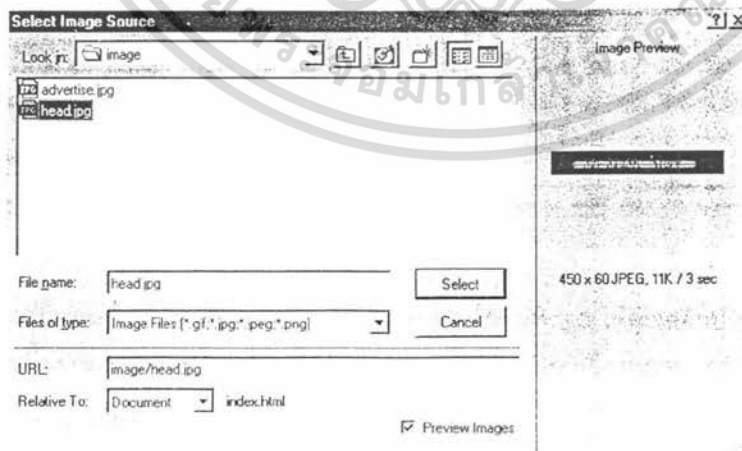 Select Image Source
Look in: image
advertise.jpg
head.jpg
File name: head.jpg Select
Files of type: Image Files (*.gif;*.jpg;*.jpeg;*.png) Cancel
URL: image/head.jpg
Relative To: Document index.html
Preview Images
Image Preview
450 x 60 JPEG, 11K / 3 sec